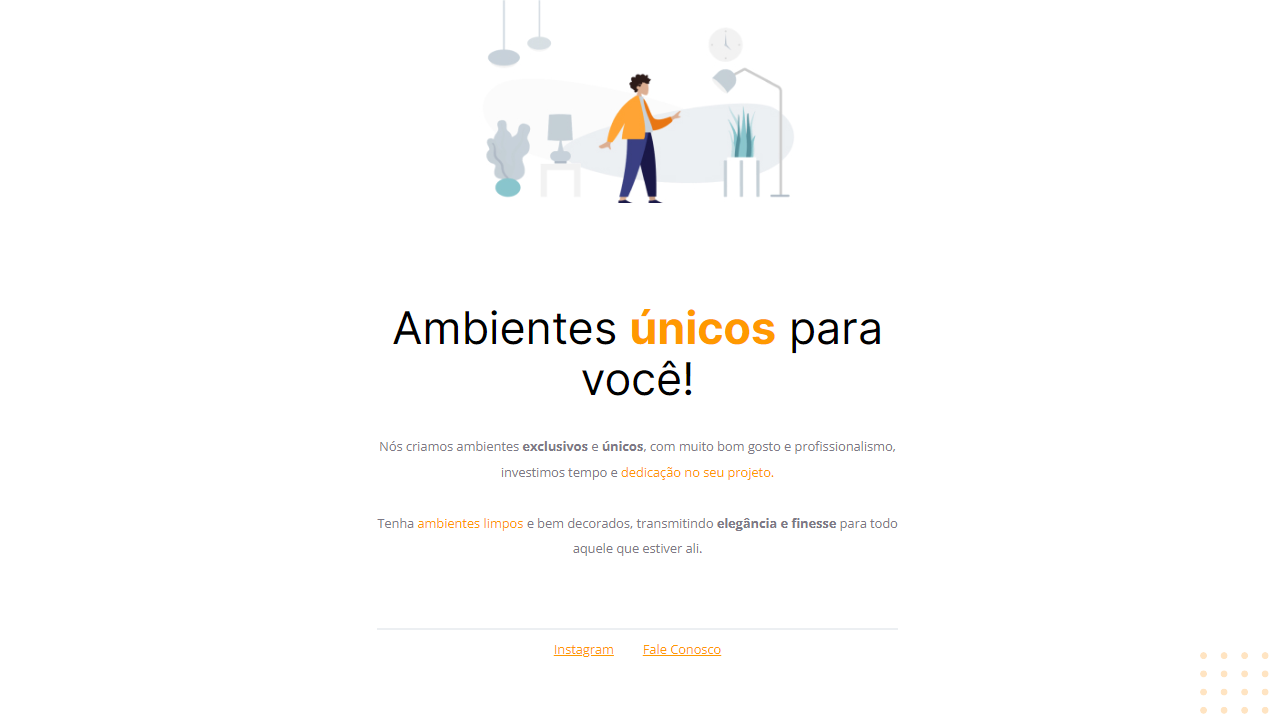 Ambientes únicos para
você!
Nós criamos ambientes exclusivos e únicos, com muito bom gosto e profissionalismo,
investimos tempo e dedicação no seu projeto.
Tenha ambientes limpos e bem decorados, transmitindo elegância e finesse para todo
aquele que estiver ali.
Instagram Fale Conosco